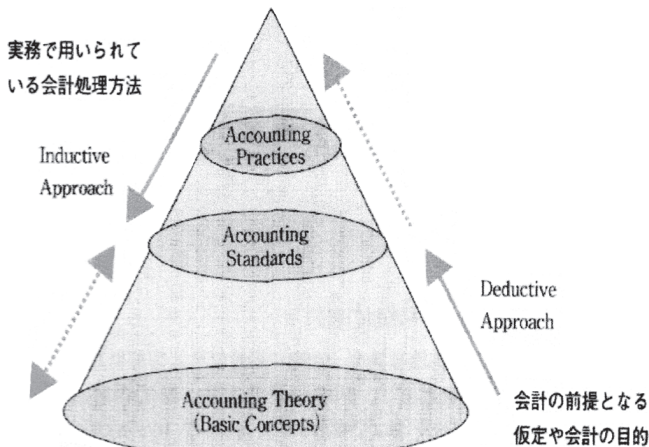 実務で用いられて
いる会計処理方法
Inductive
Approach
Accounting
Practices
Accounting
Standards
Deductive
Approach
Accounting Theory
(Basic Concepts)
会計の前提となる
仮定や会計の目的